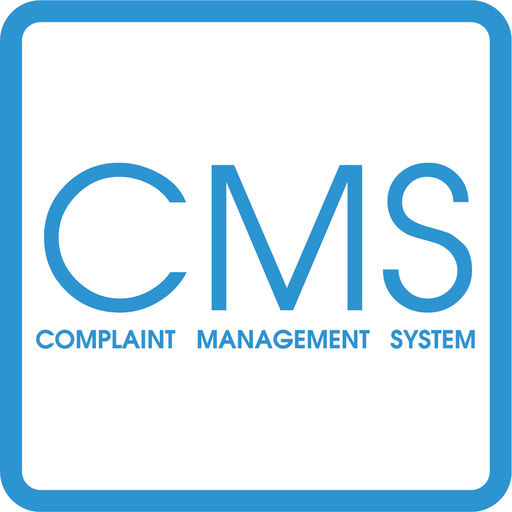 CMS
COMPLAINT MANAGEMENT SYSTEM